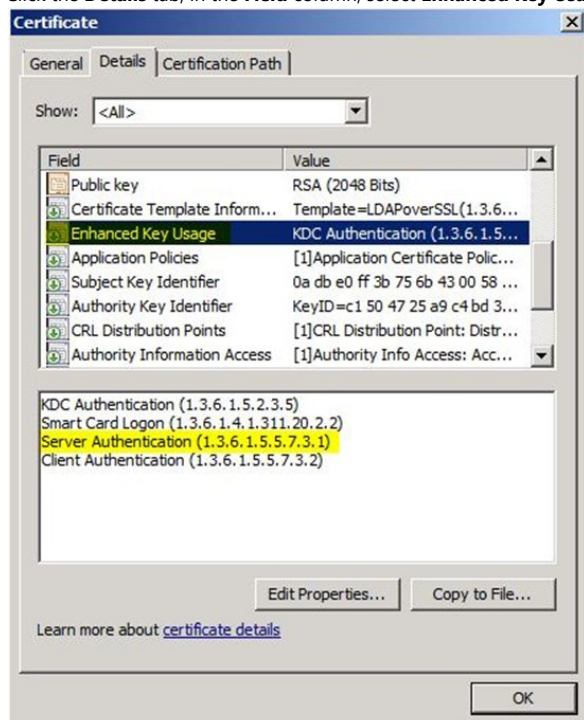 Certificate
General Details Certification Path
Show: <All>
Field Value
Public key RSA (2048 Bits)
Certificate Template Inform... Template=LDAPoverSSL(1.3.6...
Enhanced Key Usage KDC Authentication (1.3.6.1.5...
Application Policies [1]Application Certificate Polic...
Subject Key Identifier 0a db e0 ff 3b 75 6b 43 00 58 ...
Authority Key Identifier KeyID=c1 50 47 25 a9 c4 bd 3...
CRL Distribution Points [1]CRL Distribution Point: Distr...
Authority Information Access [1]Authority Info Access: Acc...
KDC Authentication (1.3.6.1.5.2.3.5)
Smart Card Logon (1.3.6.1.4.1.311.20.2.2)
Server Authentication (1.3.6.1.5.5.7.3.1)
Client Authentication (1.3.6.1.5.5.7.3.2)
Edit Properties... Copy to File...
Learn more about certificate details
OK